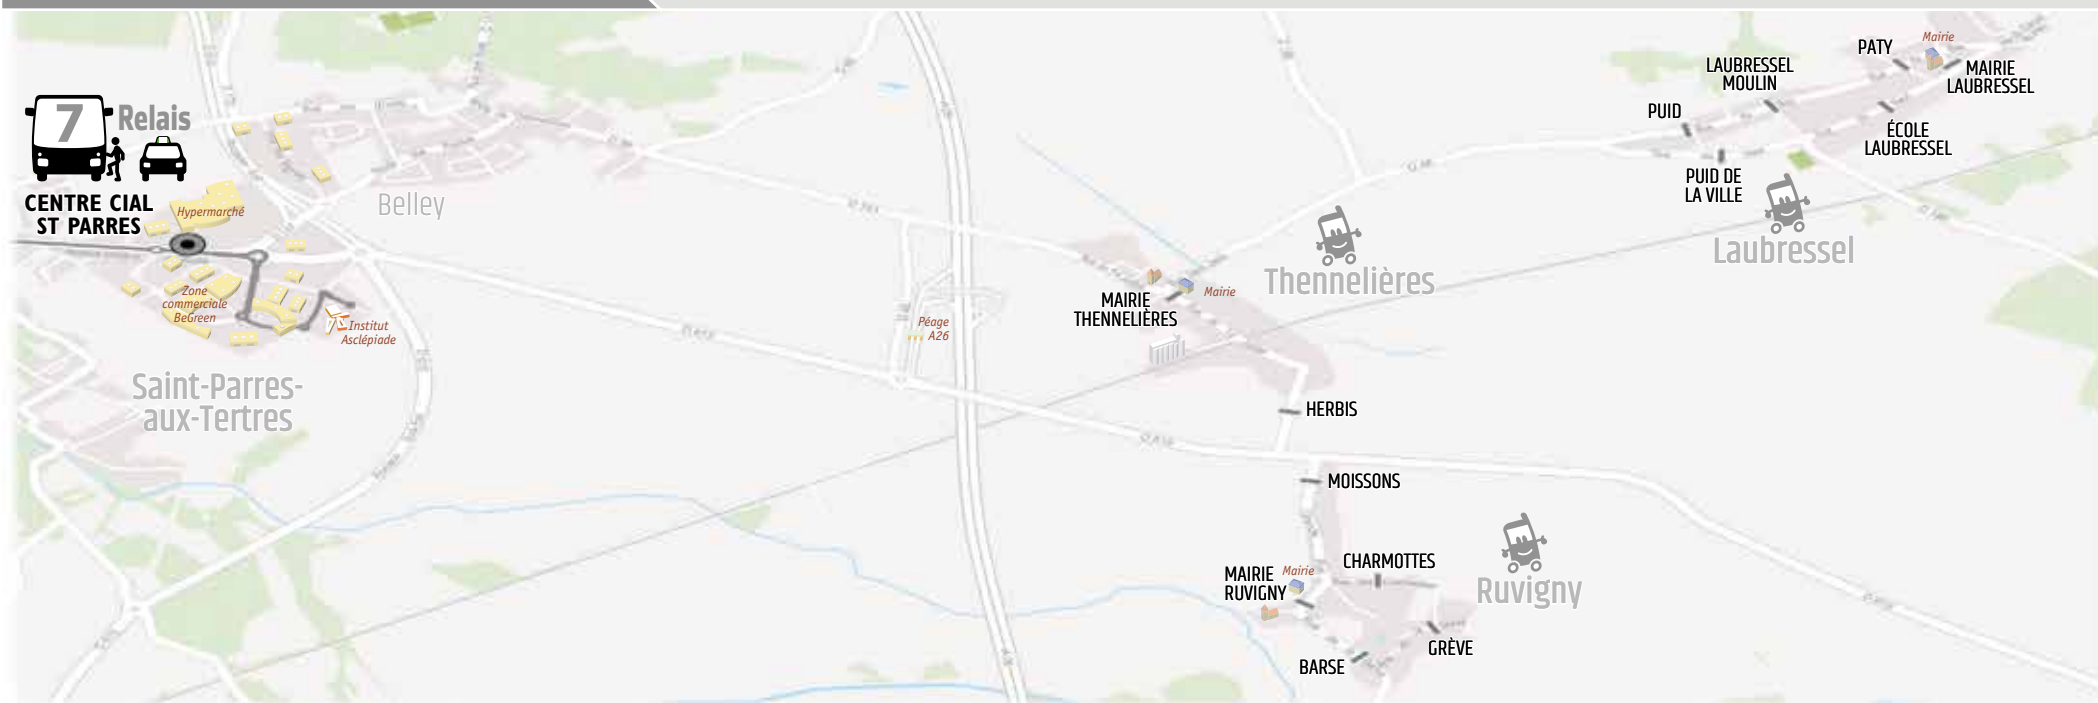 7 Relais
CENTRE CIAL
ST PARRES
Hypermarché
Belley
Zone
commerciale
BeGreen
Institut
Asclépiade
Saint-Parres-
aux-Tertres
Péage
A26
MAIRIE
THENNELIÈRES
Mairie
Thennelières
HERBIS
MOISSONS
CHARMOTTES
MAIRIE
RUVIGNY
Mairie
Ruvigny
GRÈVE
BARSE
PUID
LAUBRESSEL
MOULIN
PATY
Mairie
MAIRIE
LAUBRESSEL
ÉCOLE
LAUBRESSEL
PUID DE
LA VILLE
Laubressel